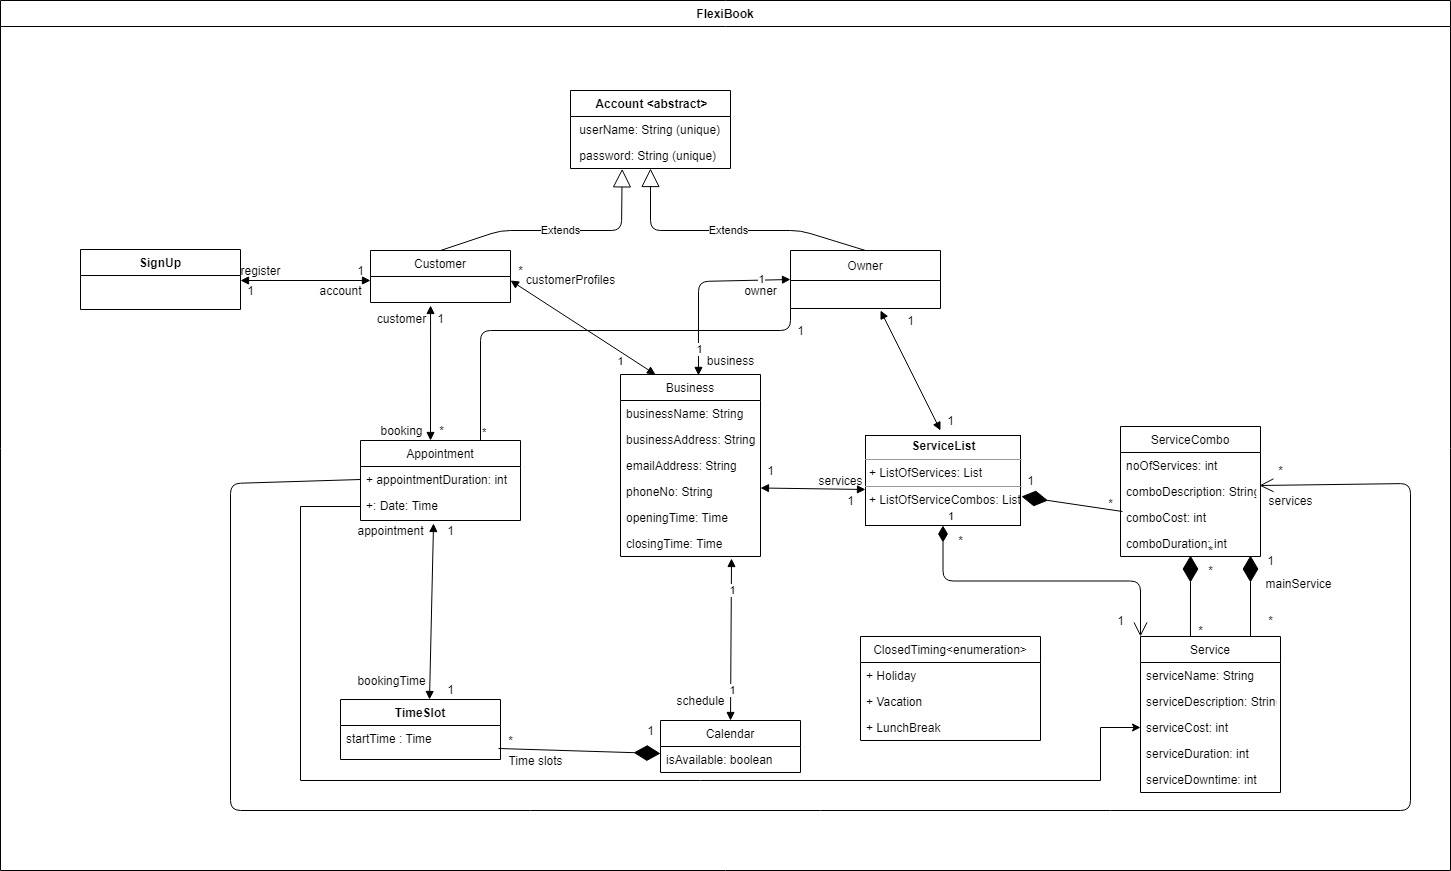 FlexiBook
Account <abstract>
userName: String (unique)
password: String (unique)
Extends
Extends
SignUp
register
1
1
account
Customer
*
customerProfiles
Owner
1
owner
customer
1
1
1
1
business
1
Business
businessName: String
businessAddress: String
emailAddress: String
phoneNo: String
openingTime: Time
closingTime: Time
booking
*
*
Appointment
+ appointmentDuration: int
+: Date: Time
appointment
1
1
ServiceList
+ ListOfServices: List
+ ListOfServiceCombos: List
1
1
services
1
1
*
*
ServiceCombo
noOfServices: int
comboDescription: String
comboCost: int
comboDuration: int
*
*
services
*
1
mainService
*
*
1
Service
serviceName: String
serviceDescription: Strin
serviceCost: int
serviceDuration: int
serviceDowntime: int
ClosedTiming<enumeration>
+ Holiday
+ Vacation
+ LunchBreak
1
1
schedule
bookingTime
1
TimeSlot
startTime : Time
*
Time slots
1
Calendar
isAvailable: boolean